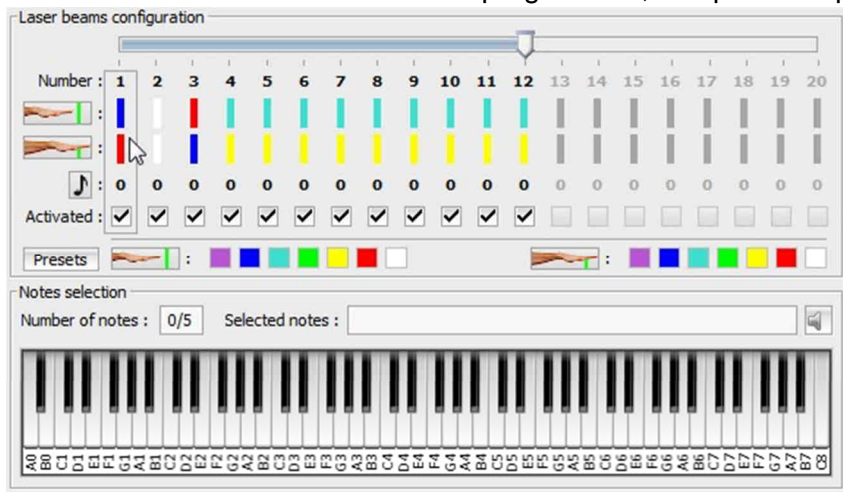 Laser beams configuration
Number : 1 2 3 4 5 6 7 8 9 10 11 12 13 14 15 16 17 18 19 20
:
:
: 0 0 0 0 0 0 0 0 0 0 0 0 0 0 0 0 0 0 0 0
Activated :
Presets : :
Notes selection
Number of notes : 0/5 Selected notes :
A0 B0 C1 D1 E1 F1 G1 A1 B1 C2 D2 E2 F2 G2 A2 B2 C3 D3 E3 F3 G3 A3 B3 C4 D4 E4 F4 G4 A4 B4 C5 D5 E5 F5 G5 A5 B5 C6 D6 E6 F6 G6 A6 B6 C7 D7 E7 F7 G7 A7 B7 C8